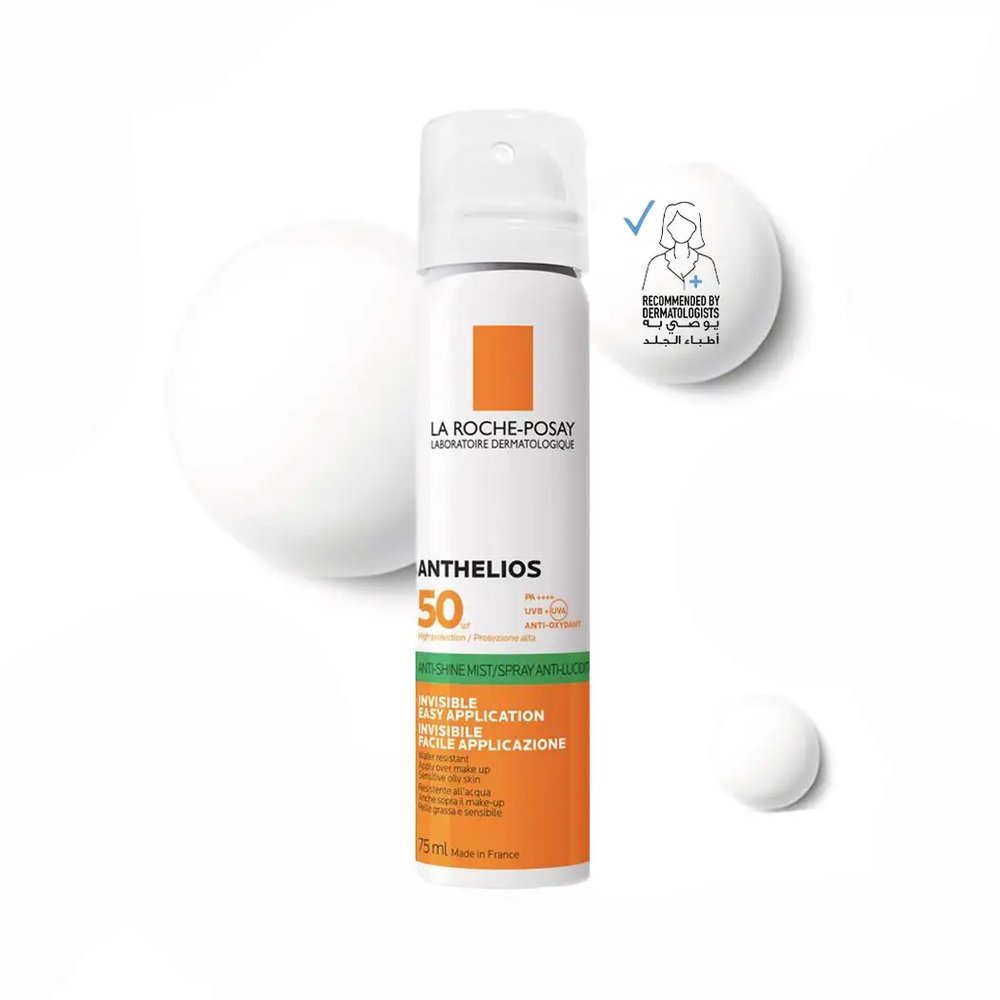 RECOMMENDED BY
DERMATOLOGISTS
يوصي به
أطباء الجلد
LA ROCHE-POSAY
LABORATOIRE DERMATOLOGIQUE
ANTHELIOS
50 spf
PA ++++
UVB + UVA
ANTI-OXYDANT
High protection / Protezione alta
ANTI-SHINE MIST/SPRAY ANTI-LUCIDIT
INVISIBLE
EASY APPLICATION
INVISIBILE
FACILE APPLICAZIONE
Water resistant
Apply over make up
Sensitive oily skin
Resistente all'acqua
Anche sopra il make-up
Pelle grassa e sensibile
75 ml Made in France